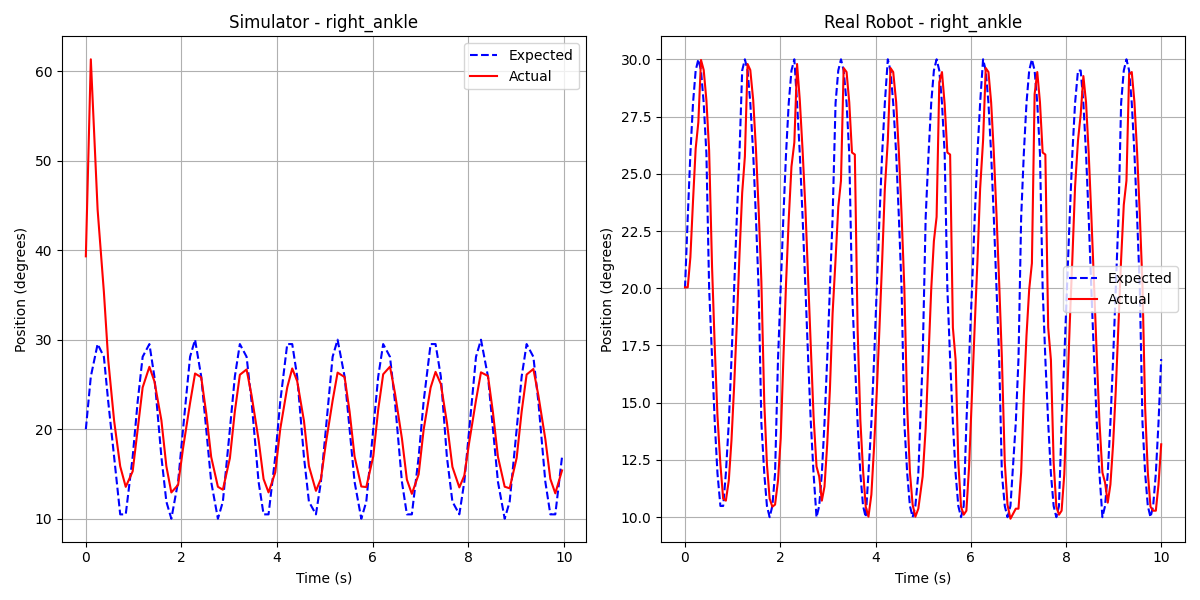 Simulator - right_ankle
Expected
Actual
60
50
40
30
20
10
Position (degrees)
0
2
4
6
8
10
Time (s)
Real Robot - right_ankle
30.0
27.5
25.0
22.5
20.0
17.5
15.0
12.5
10.0
Position (degrees)
Expected
Actual
0
2
4
6
8
10
Time (s)